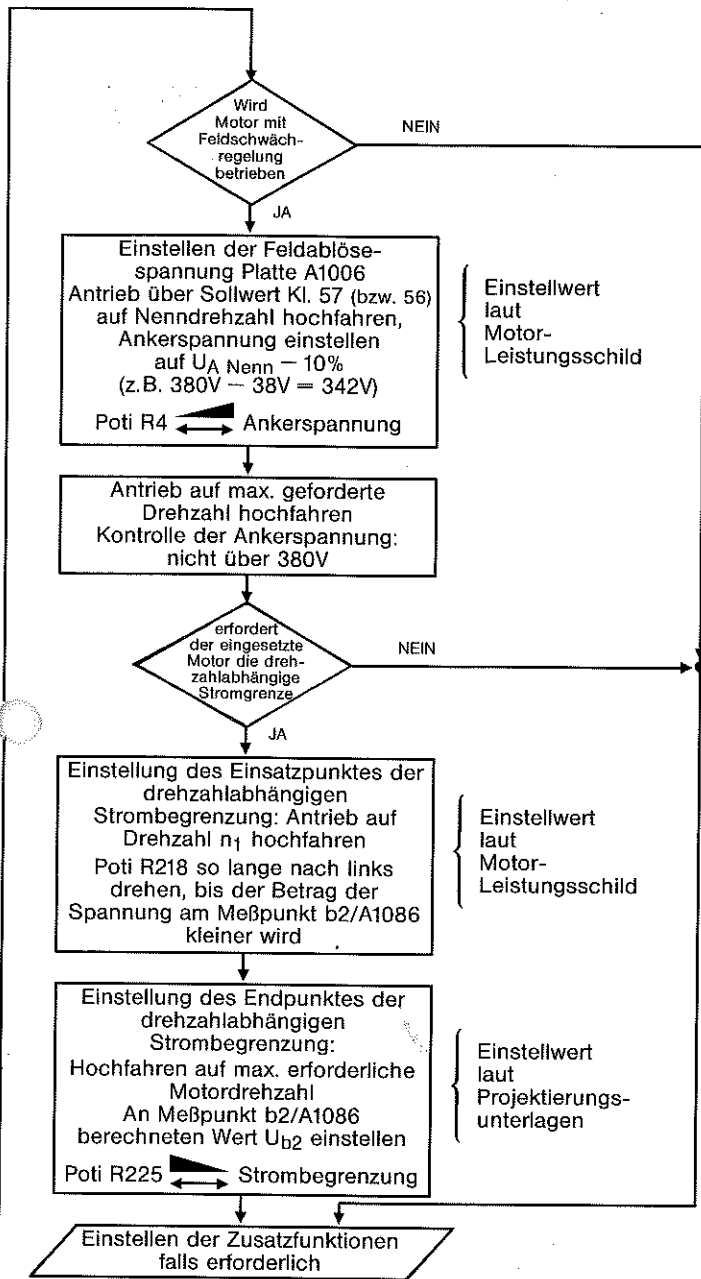 Wird
Motor mit
Feldschwäch-
regelung
betrieben
NEIN
JA
Einstellen der Feldablöse-
spannung Platte A1006
Antrieb über Sollwert Kl. 57 (bzw. 56)
auf Nenndrehzahl hochfahren,
Ankerspannung einstellen
auf UA Nenn – 10%
(z.B. 380V – 38V = 342V)
Poti R4 Ankerspannung
Einstellwert
laut
Motor-
Leistungsschild
Antrieb auf max. geforderte
Drehzahl hochfahren
Kontrolle der Ankerspannung:
nicht über 380V
erfordert
der eingesetzte
Motor die dreh-
zahlabhängige
Stromgrenze
NEIN
JA
Einstellung des Einsatzpunktes der
drehzahlabhängigen
Strombegrenzung: Antrieb auf
Drehzahl n1 hochfahren
Poti R218 so lange nach links
drehen, bis der Betrag der
Spannung am Meßpunkt b2/A1086
kleiner wird
Einstellwert
laut
Motor-
Leistungsschild
Einstellung des Endpunktes der
drehzahlabhängigen
Strombegrenzung:
Hochfahren auf max. erforderliche
Motordrehzahl
An Meßpunkt b2/A1086
berechneten Wert Ub2 einstellen
Poti R225 Strombegrenzung
Einstellwert
laut
Projektierungs-
unterlagen
Einstellen der Zusatzfunktionen
falls erforderlich